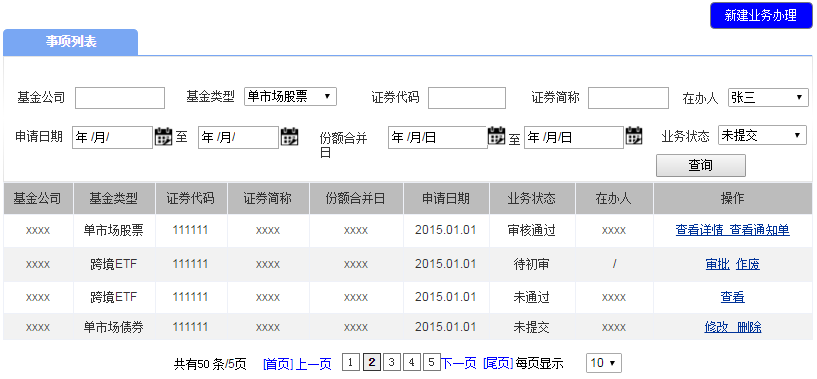 新建业务办理
事项列表
基金公司 基金类型 单市场股票 证券代码 证券简称 在办人 张三
申请日期 年 /月/ 至 年 /月/ 份额合并日 年 /月/日 至 年 /月/日 业务状态 未提交
查询
基金公司 基金类型 证券代码 证券简称 份额合并日 申请日期 业务状态 在办人 操作
xxxx 单市场股票 111111 xxxx xxxx 2015.01.01 审核通过 xxxx 查看详情 查看通知单
xxxx 跨境ETF 111111 xxxx xxxx 2015.01.01 待初审 / 审批 作废
xxxx 跨境ETF 111111 xxxx xxxx 2015.01.01 未通过 xxxx 查看
xxxx 单市场债券 111111 xxxx xxxx 2015.01.01 未提交 xxxx 修改 删除
共有50 条/5页 [首页] 上一页 1 2 3 4 5 下一页 [尾页] 每页显示 10